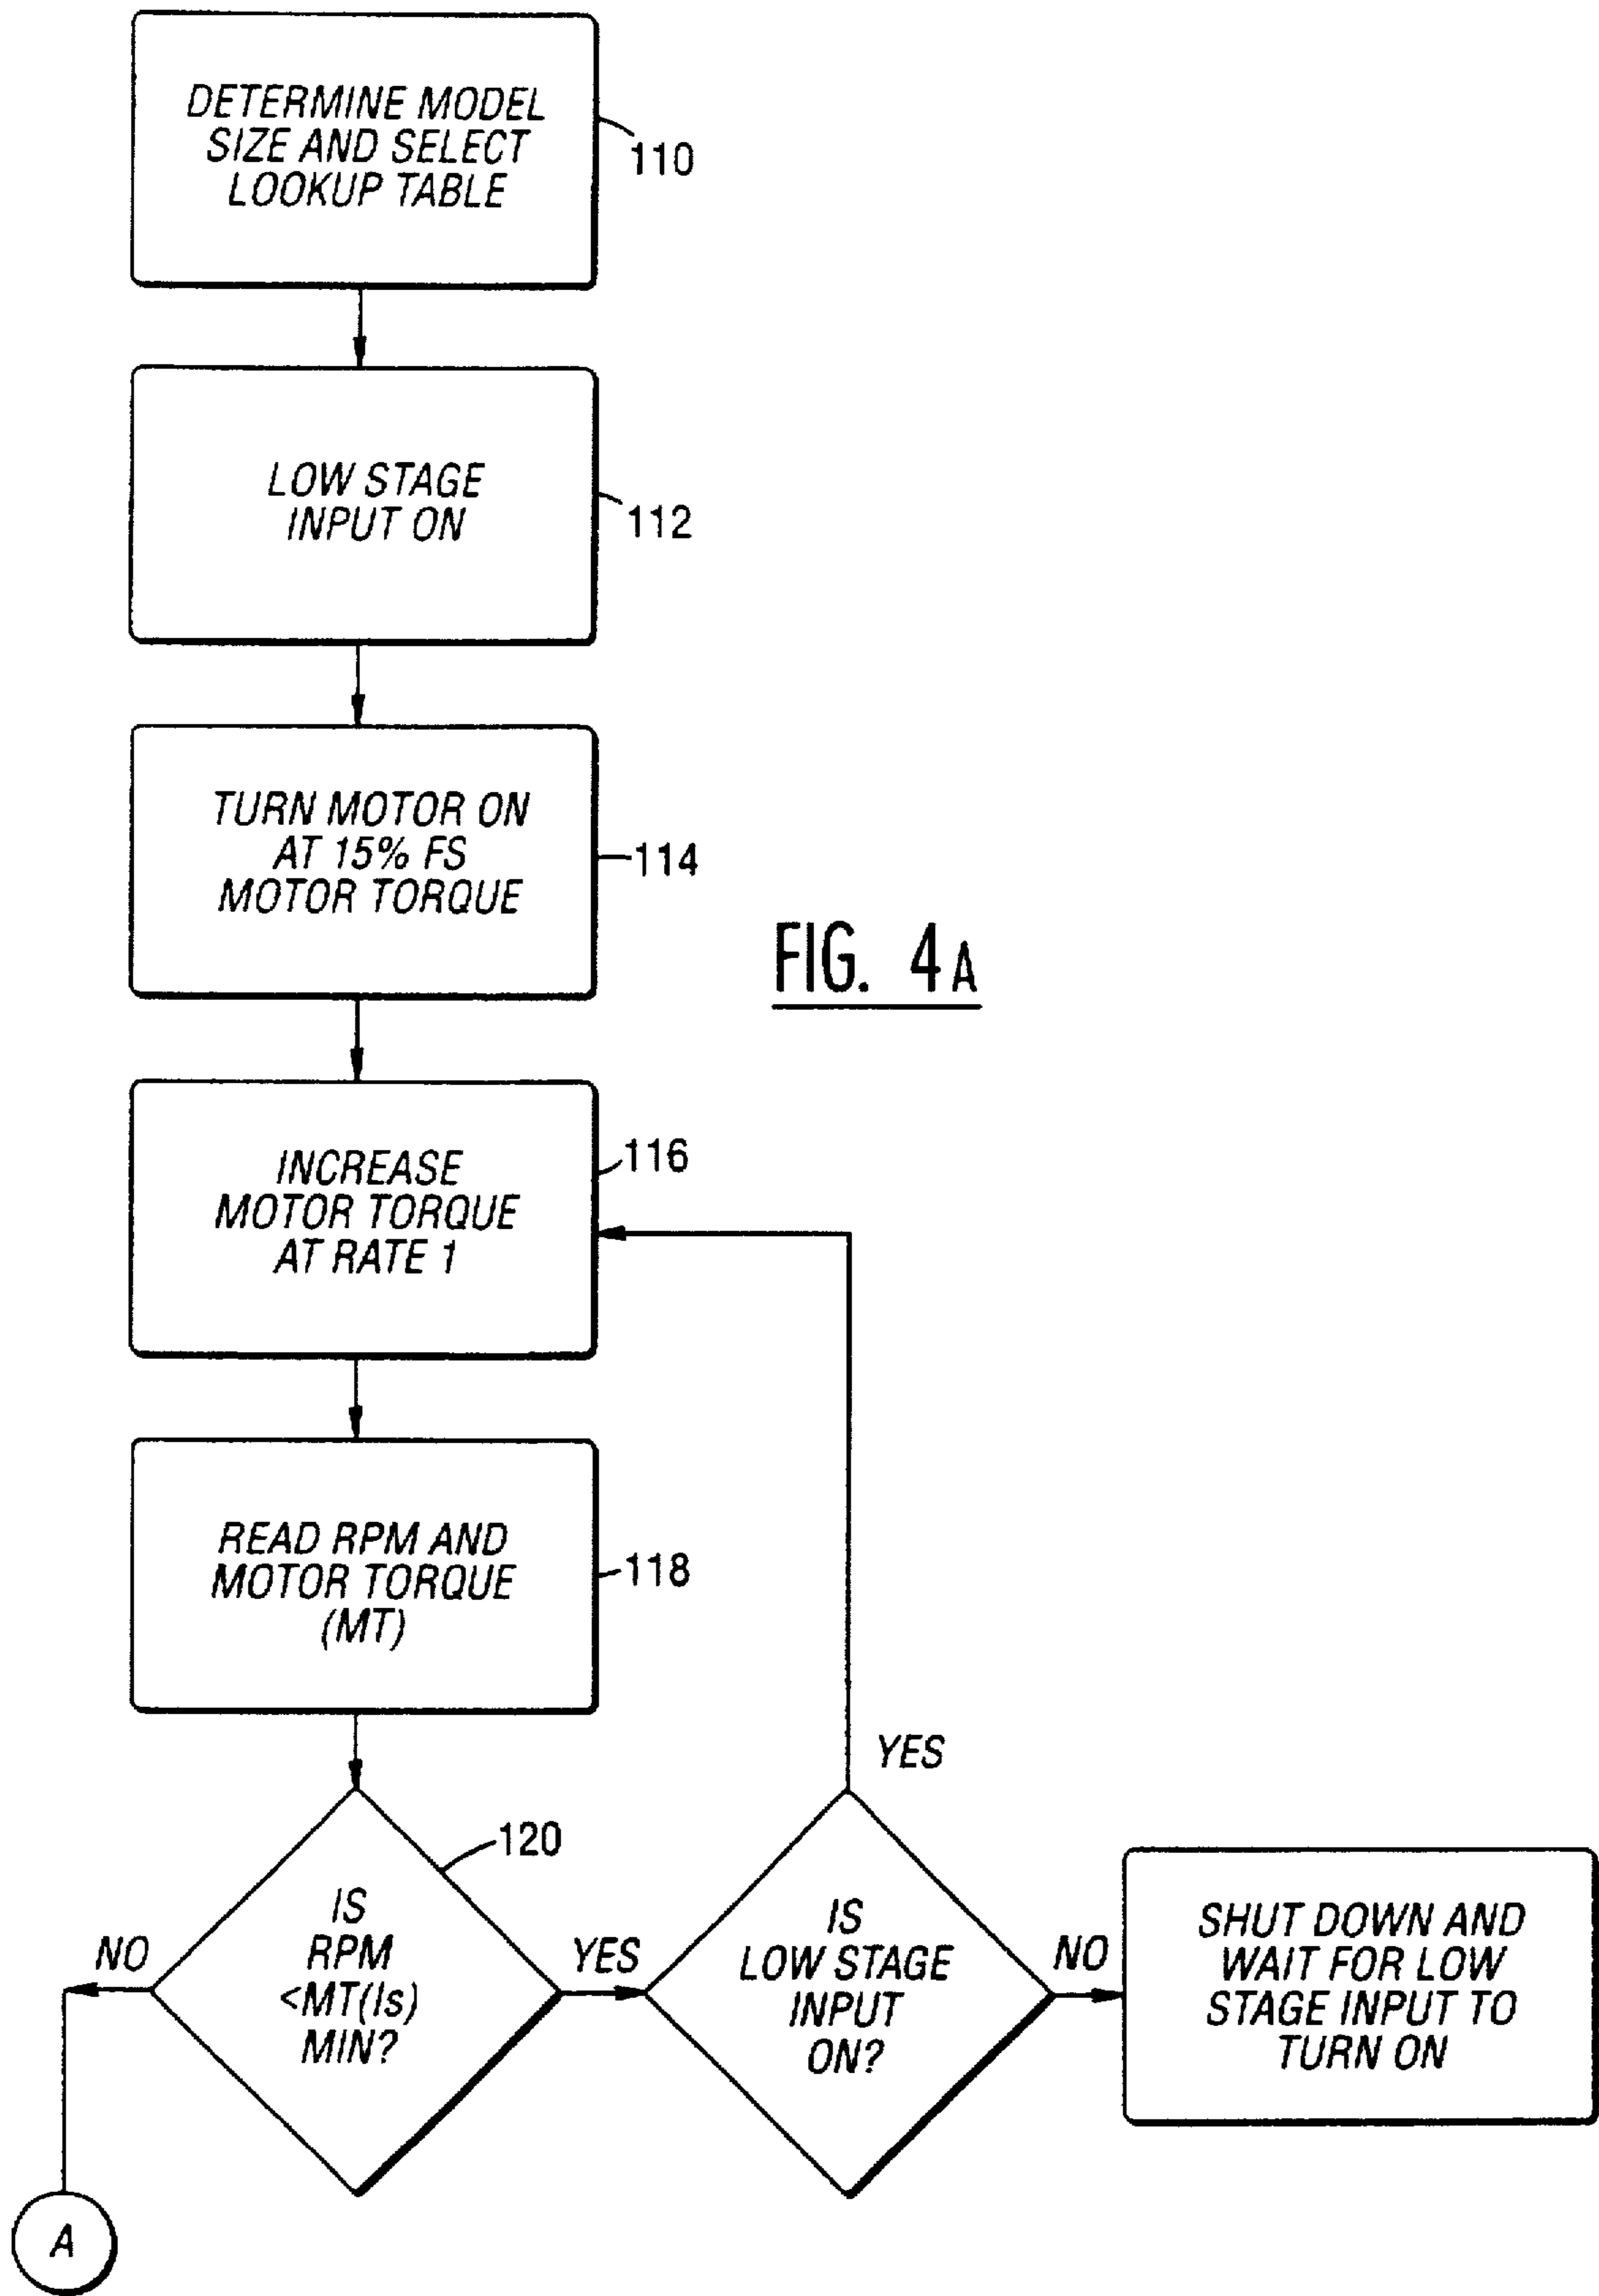 DETERMINE MODEL
SIZE AND SELECT
LOOKUP TABLE
110
LOW STAGE
INPUT ON
112
TURN MOTOR ON
AT 15% FS
MOTOR TORQUE
114
FIG. 4A
INCREASE
MOTOR TORQUE
AT RATE 1
116
READ RPM AND
MOTOR TORQUE
(MT)
118
120
IS
RPM
<MT(Is)
MIN?
NO
YES
IS
LOW STAGE
INPUT
ON?
YES
NO
SHUT DOWN AND
WAIT FOR LOW
STAGE INPUT TO
TURN ON
A